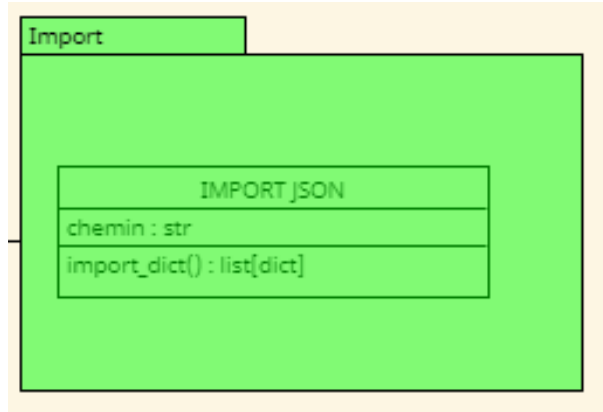 Import
IMPORT JSON
chemin : str
import_dict() : list[dict]